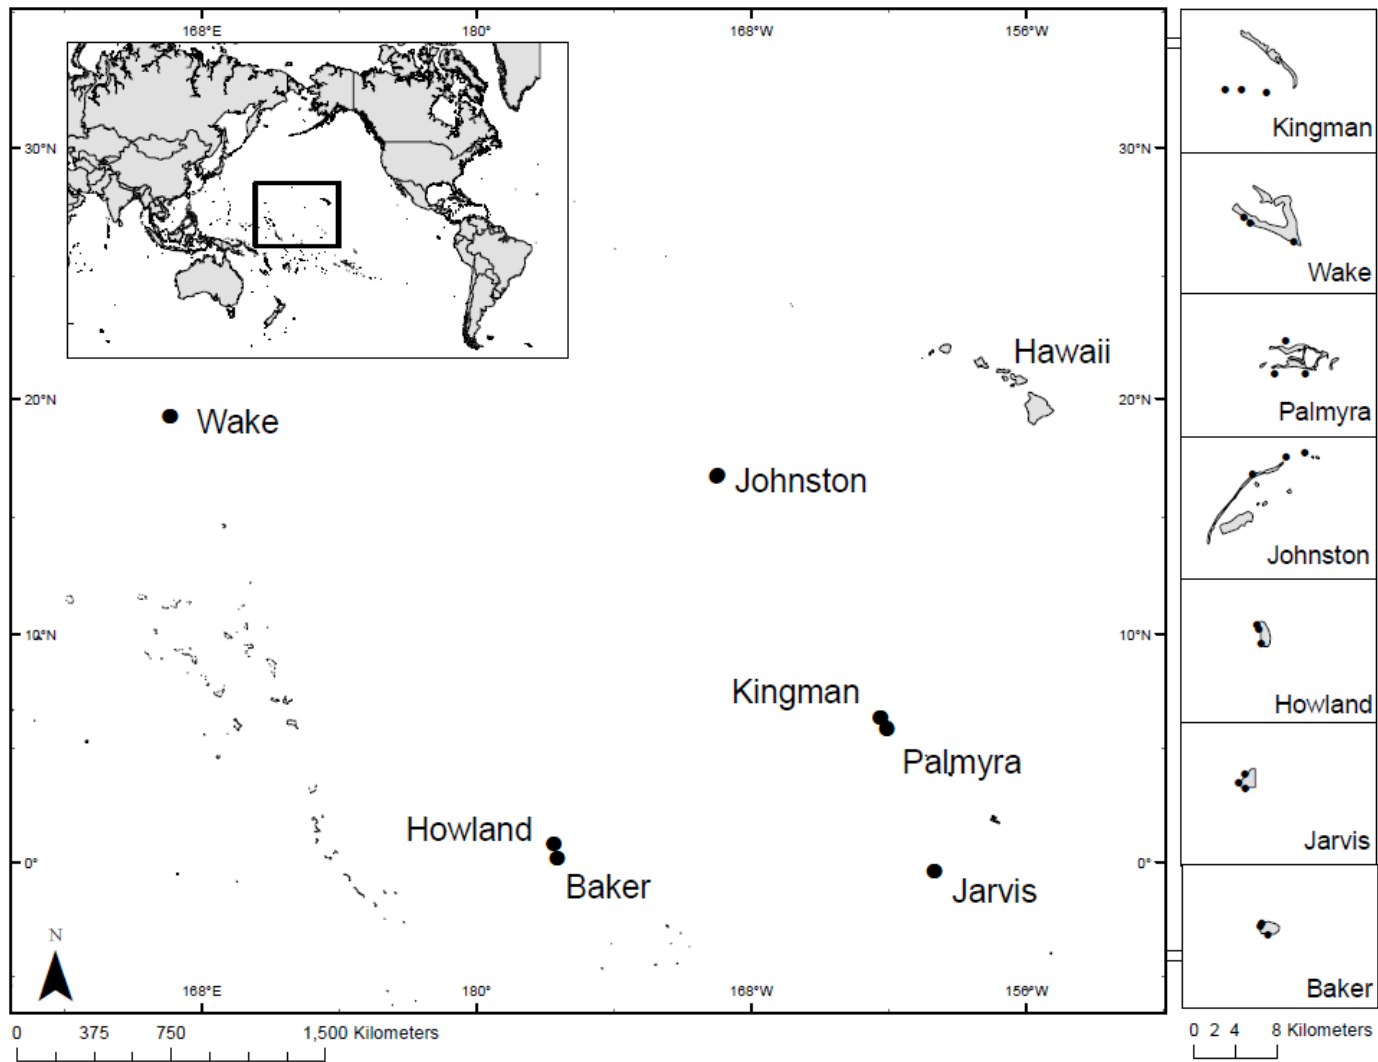 168°E 180° 168°W 156°W
Kingman
30°N 30°N
Wake
Hawaii
Palmyra
20°N 20°N
Wake
Johnston
Johnston
10°N 10°N
Kingman
Howland
Palmyra
Howland
Jarvis
0° 0°
Baker
Jarvis
N
168°E 180° 168°W 156°W
Baker
0 375 750 1,500 Kilometers
0 2 4 8 Kilometers